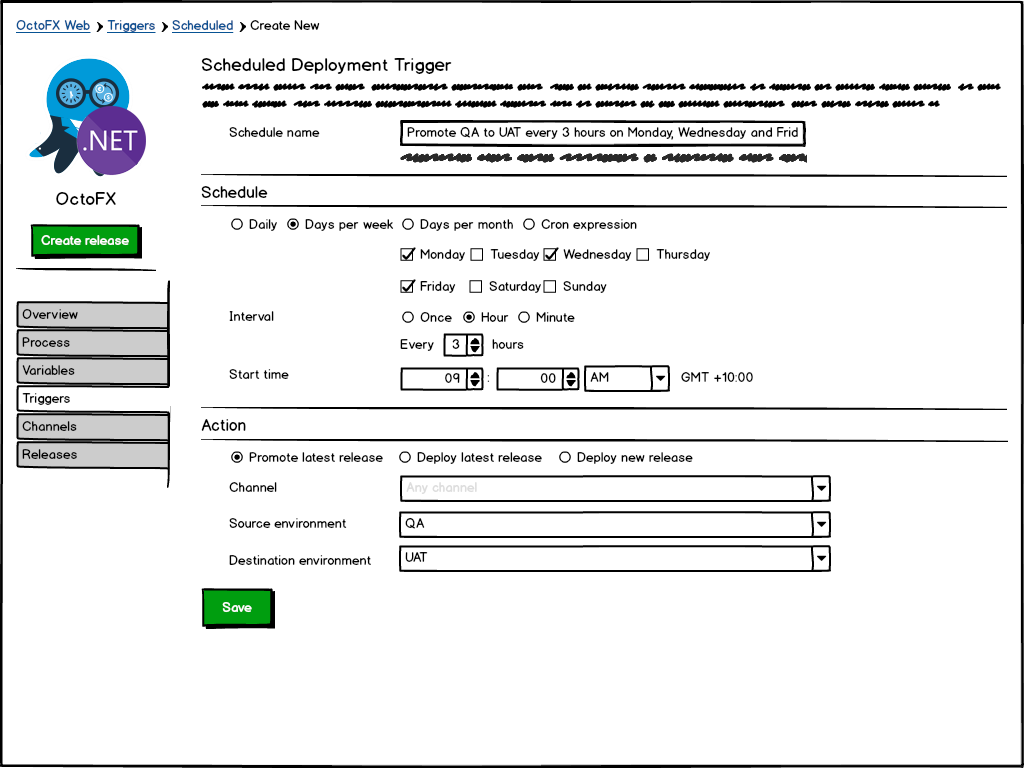 OctoFX Web > Triggers > Scheduled > Create New
.NET
OctoFX
Create release
Overview
Process
Variables
Triggers
Channels
Releases
Scheduled Deployment Trigger
Schedule name Promote QA to UAT every 3 hours on Monday, Wednesday and Frid
Schedule
Daily Days per week Days per month Cron expression
Monday Tuesday Wednesday Thursday
Friday Saturday Sunday
Interval Once Hour Minute
Every 3 hours
Start time 09 : 00 AM GMT +10:00
Action
Promote latest release Deploy latest release Deploy new release
Channel Any channel
Source environment QA
Destination environment UAT
Save